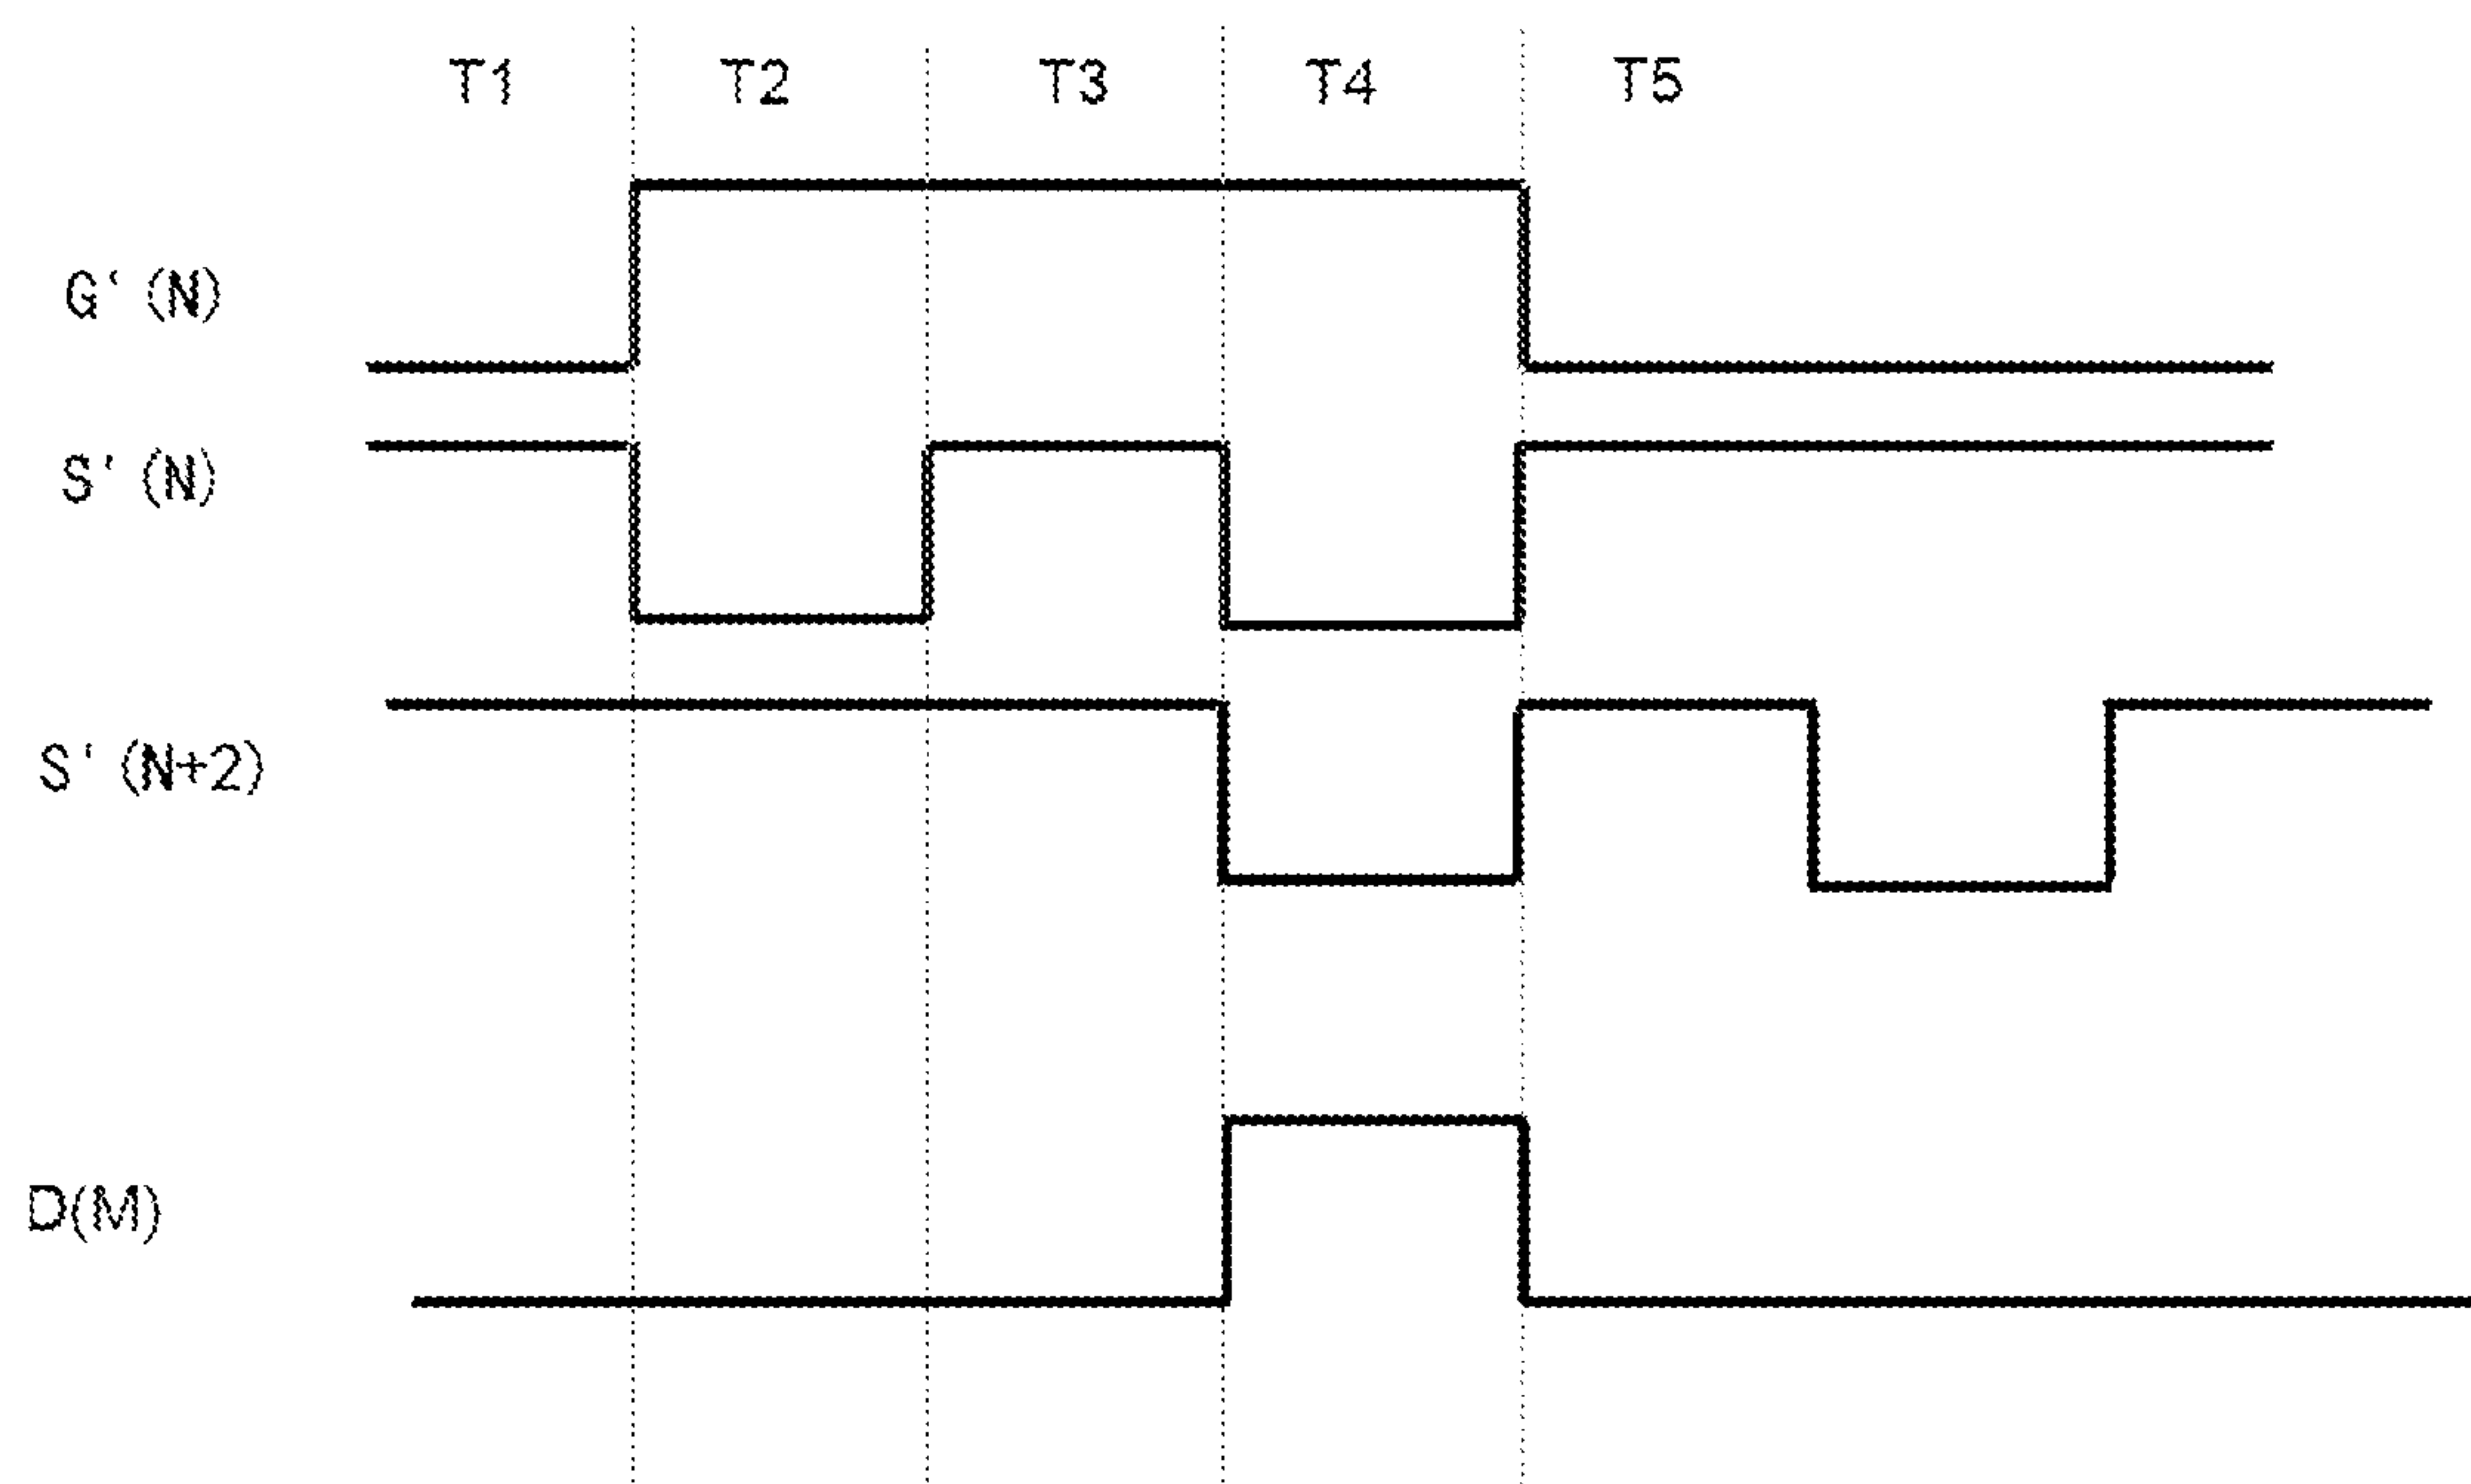 T1 T2 T3 T4 T5
G‘ (N)
S' (N)
S‘ (N+2)
D(M)